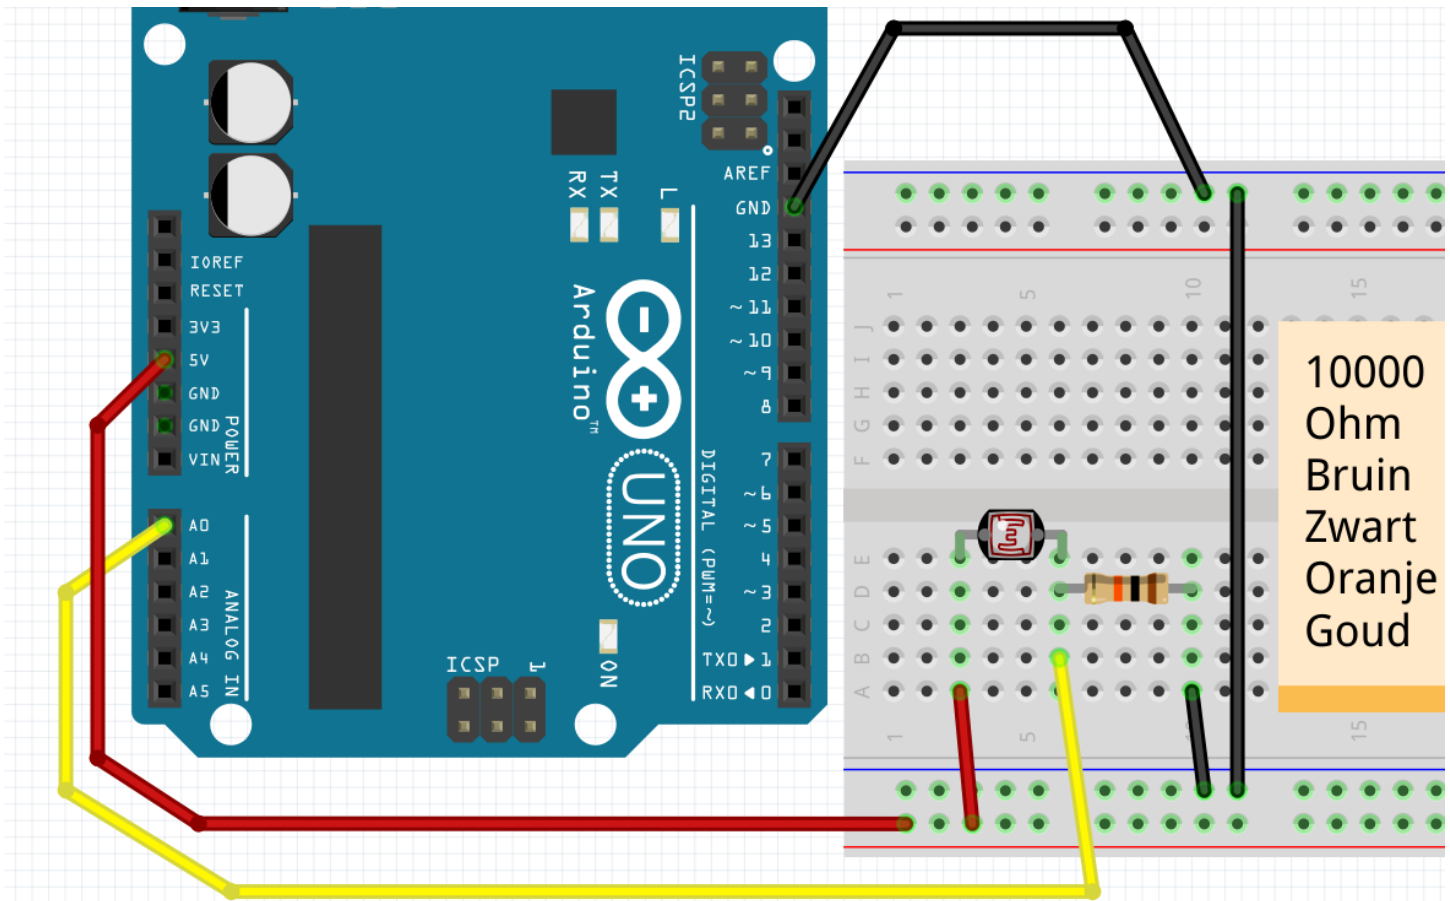 ICSP2
AREF
GND
13
12
~11
~10
~9
8
7
~6
~5
4
~3
2
TX0▶1
RX0◀0
DIGITAL (PWM=~)
RX
TX
L
IOREF
RESET
3V3
5V
GND
GND
VIN
POWER
A0
A1
A2
A3
A4
A5
ANALOG IN
Arduino™
UNO
ICSP
1
ON
1
5
10
15
J
I
H
G
F
E
D
C
B
A
1
5
15
10000
Ohm
Bruin
Zwart
Oranje
Goud